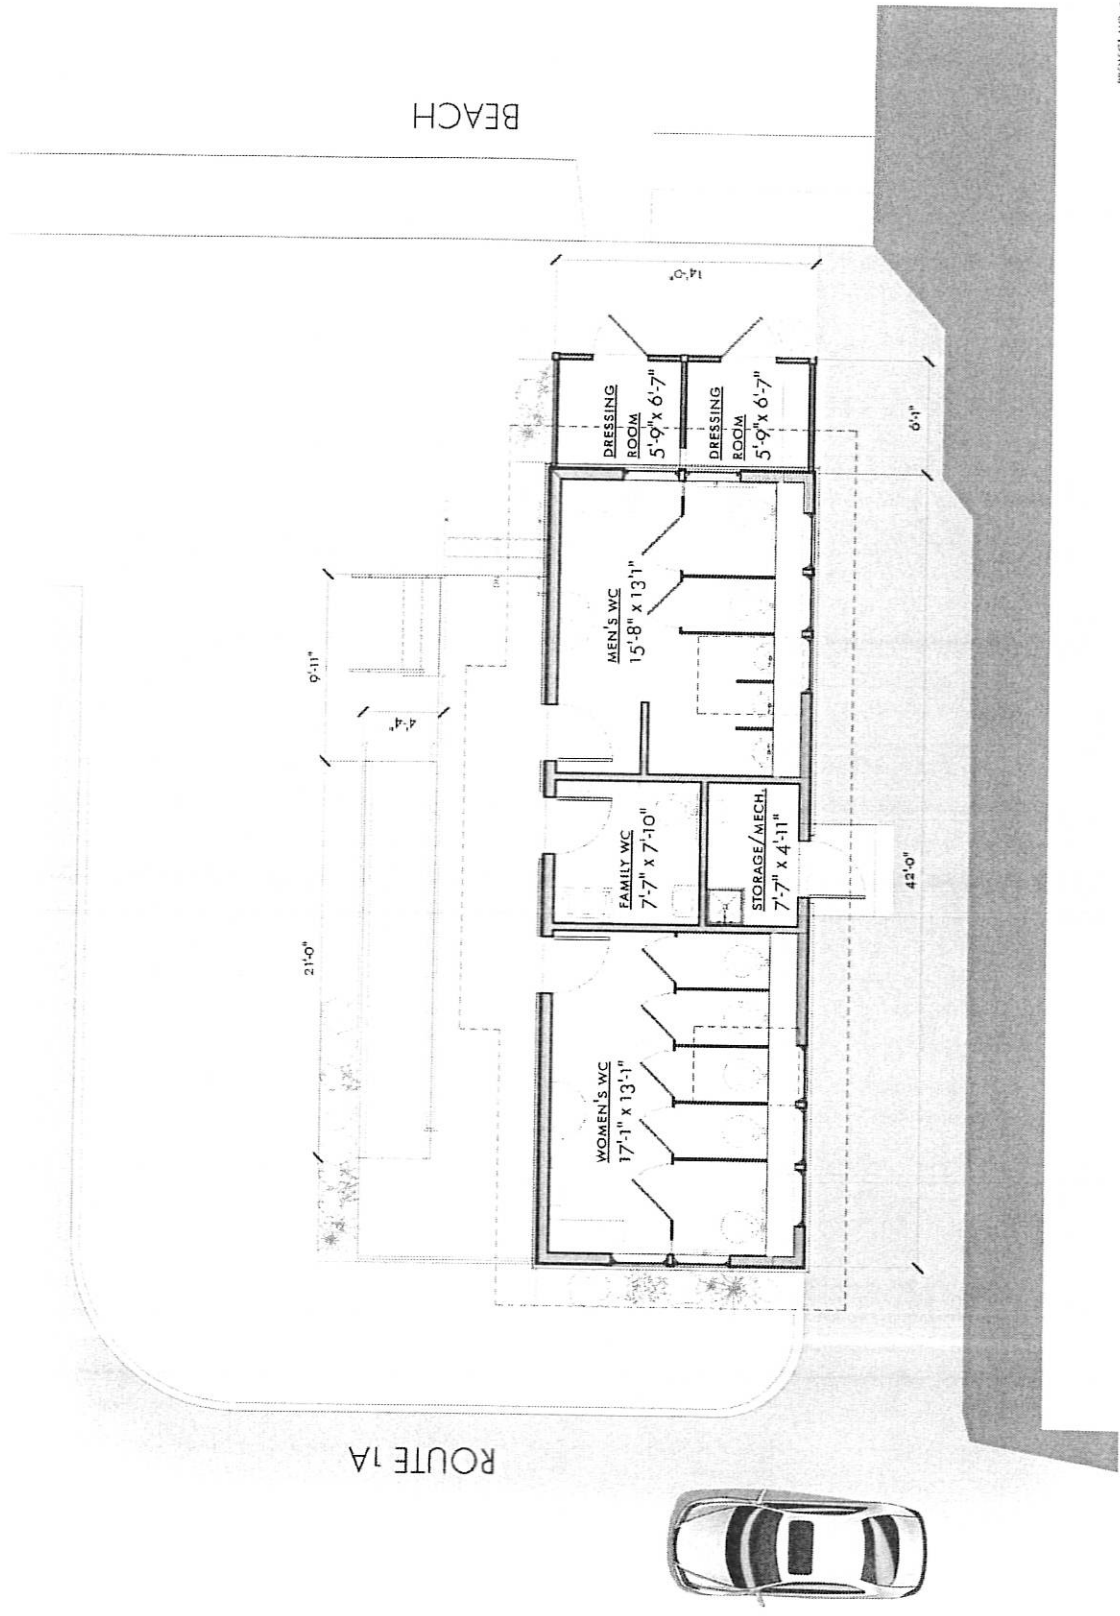 BEACH
14'-0"
DRESSING
ROOM
5'-9"x 6'-7"
DRESSING
ROOM
5'-9"x 6'-7"
6'-1"
9'-11"
4'-4"
MEN'S WC
15'-8" x 13'1"
21'-0"
FAMILY WC
7'-7" x 7'-10"
STORAGE/MECH.
7'-7" x 4'-11"
42'-0"
WOMEN'S WC
17'-1" x 13'-1"
ROUTE 1A